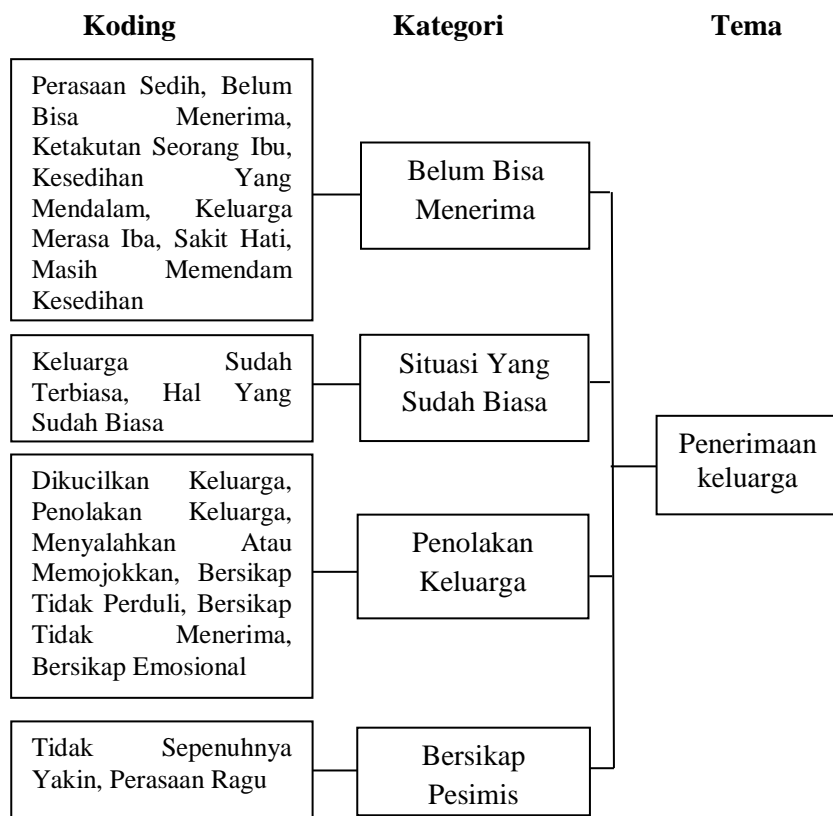 Koding Kategori Tema
Perasaan Sedih, Belum
Bisa Menerima,
Ketakutan Seorang Ibu,
Kesedihan Yang
Mendalam, Keluarga
Merasa Iba, Sakit Hati,
Masih Memendam
Kesedihan
Belum Bisa
Menerima
Keluarga Sudah
Terbiasa, Hal Yang
Sudah Biasa
Situasi Yang
Sudah Biasa
Dikucilkan Keluarga,
Penolakan Keluarga,
Menyalahkan Atau
Memojokkan, Bersikap
Tidak Perduli, Bersikap
Tidak Menerima,
Bersikap Emosional
Penolakan
Keluarga
Tidak Sepenuhnya
Yakin, Perasaan Ragu
Bersikap
Pesimis
Penerimaan
keluarga